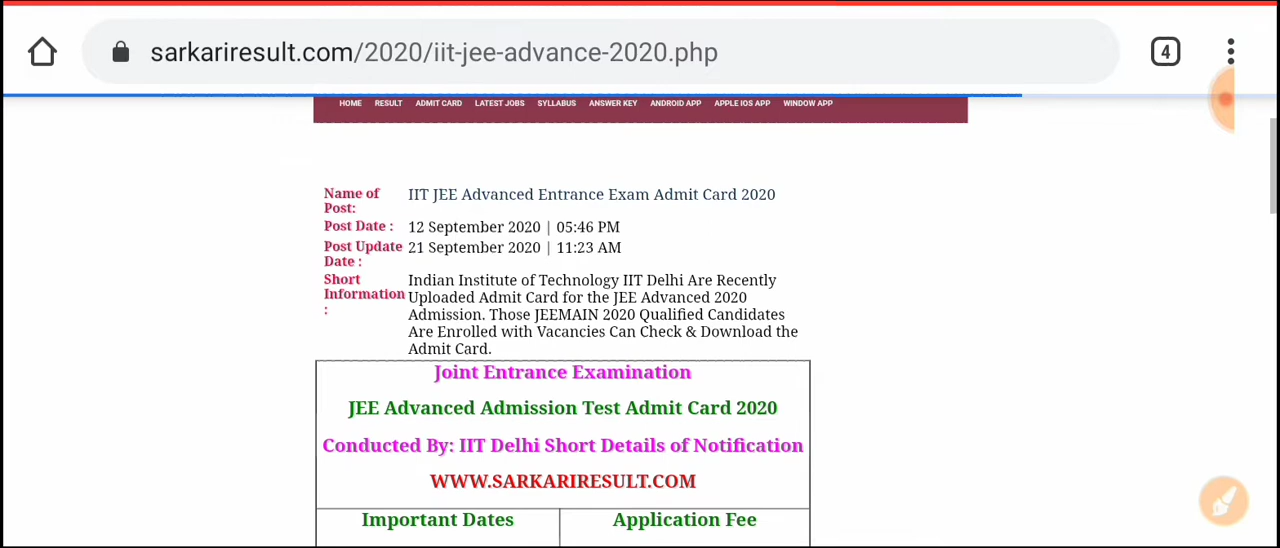 sarkariresult.com/2020/iit-jee-advance-2020.php
4
HOME RESULT ADMIT CARD LATEST JOBS SYLLABUS ANSWER KEY ANDROID APP APPLE IOS APP WINDOW APP
Name of
Post:
IIT JEE Advanced Entrance Exam Admit Card 2020
Post Date : 12 September 2020 | 05:46 PM
Post Update
Date :
21 September 2020 | 11:23 AM
Short
Information
:
Indian Institute of Technology IIT Delhi Are Recently
Uploaded Admit Card for the JEE Advanced 2020
Admission. Those JEEMAIN 2020 Qualified Candidates
Are Enrolled with Vacancies Can Check & Download the
Admit Card.
Joint Entrance Examination
JEE Advanced Admission Test Admit Card 2020
Conducted By: IIT Delhi Short Details of Notification
WWW.SARKARIRESULT.COM
Important Dates
Application Fee